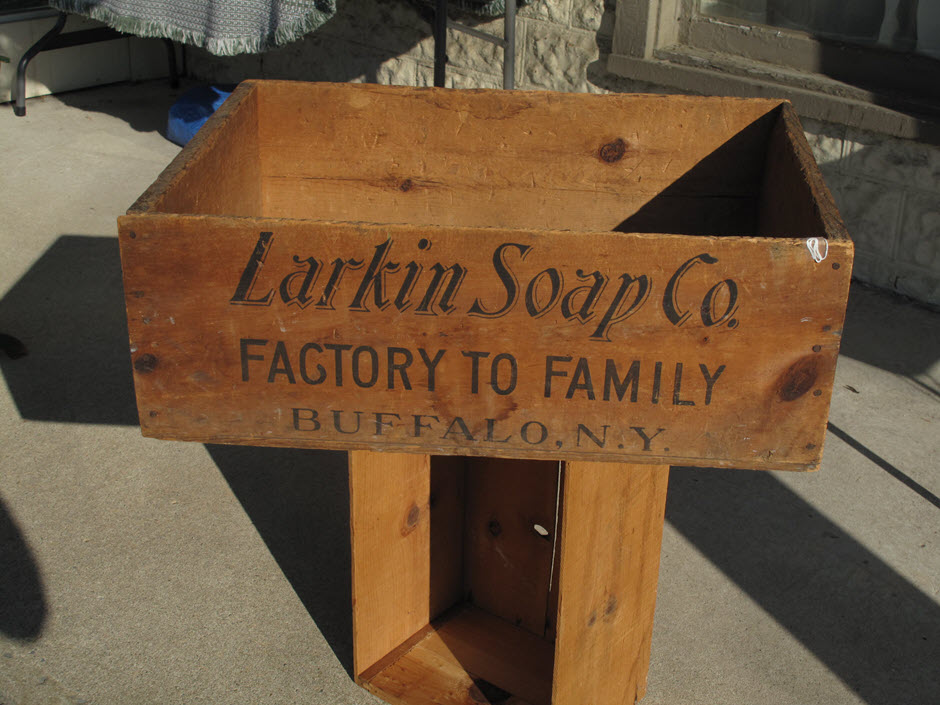 Larkin Soap Co.
FACTORY TO FAMILY
BUFFALO, N.Y.